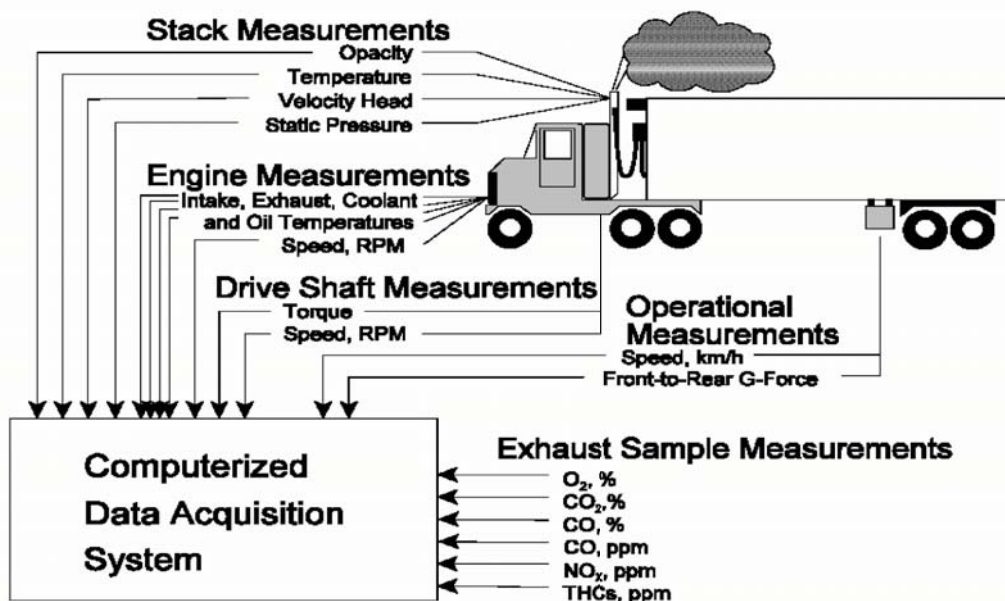 Stack Measurements
Opacity
Temperature
Velocity Head
Static Pressure
Engine Measurements
Intake, Exhaust, Coolant
and Oil Temperatures
Speed, RPM
Drive Shaft Measurements
Torque
Speed, RPM
Operational
Measurements
Speed, km/h
Front-to-Rear G-Force
Computerized
Data Acquisition
System
Exhaust Sample Measurements
O₂, %
CO₂,%
CO, %
CO, ppm
NOₓ, ppm
THCs, ppm